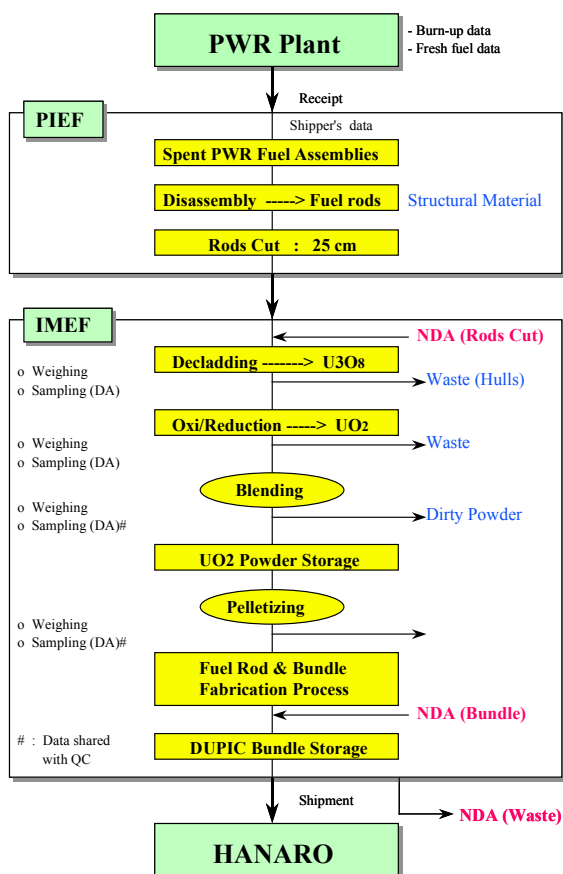 PWR Plant
- Burn-up data
- Fresh fuel data
Receipt
PIEF
Shipper's data
Spent PWR Fuel Assemblies
Disassembly -----> Fuel rods
Structural Material
Rods Cut : 25 cm
IMEF
NDA (Rods Cut)
Decladding -------> U3O8
o Weighing
o Sampling (DA)
Waste (Hulls)
Oxi/Reduction -----> UO2
o Weighing
o Sampling (DA)
Waste
Blending
o Weighing
o Sampling (DA)#
Dirty Powder
UO2 Powder Storage
Pelletizing
o Weighing
o Sampling (DA)#
Fuel Rod & Bundle
Fabrication Process
NDA (Bundle)
# : Data shared
with QC
DUPIC Bundle Storage
Shipment
NDA (Waste)
HANARO